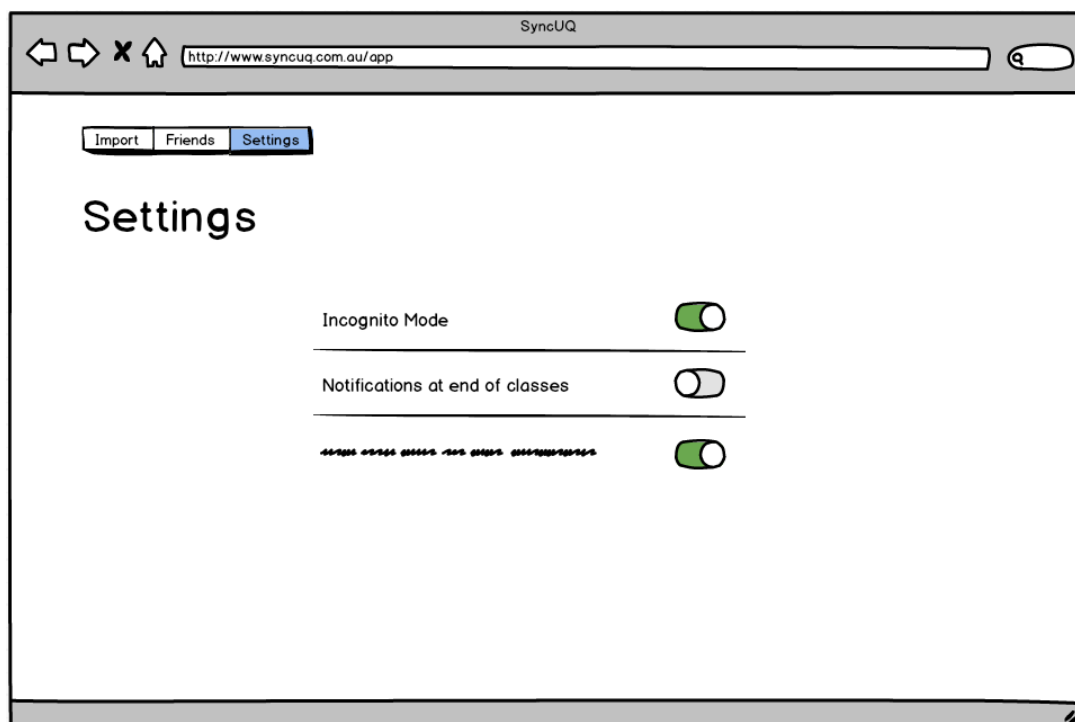 SyncUQ
http://www.syncuq.com.au/app
Import Friends Settings
Settings
Incognito Mode
Notifications at end of classes